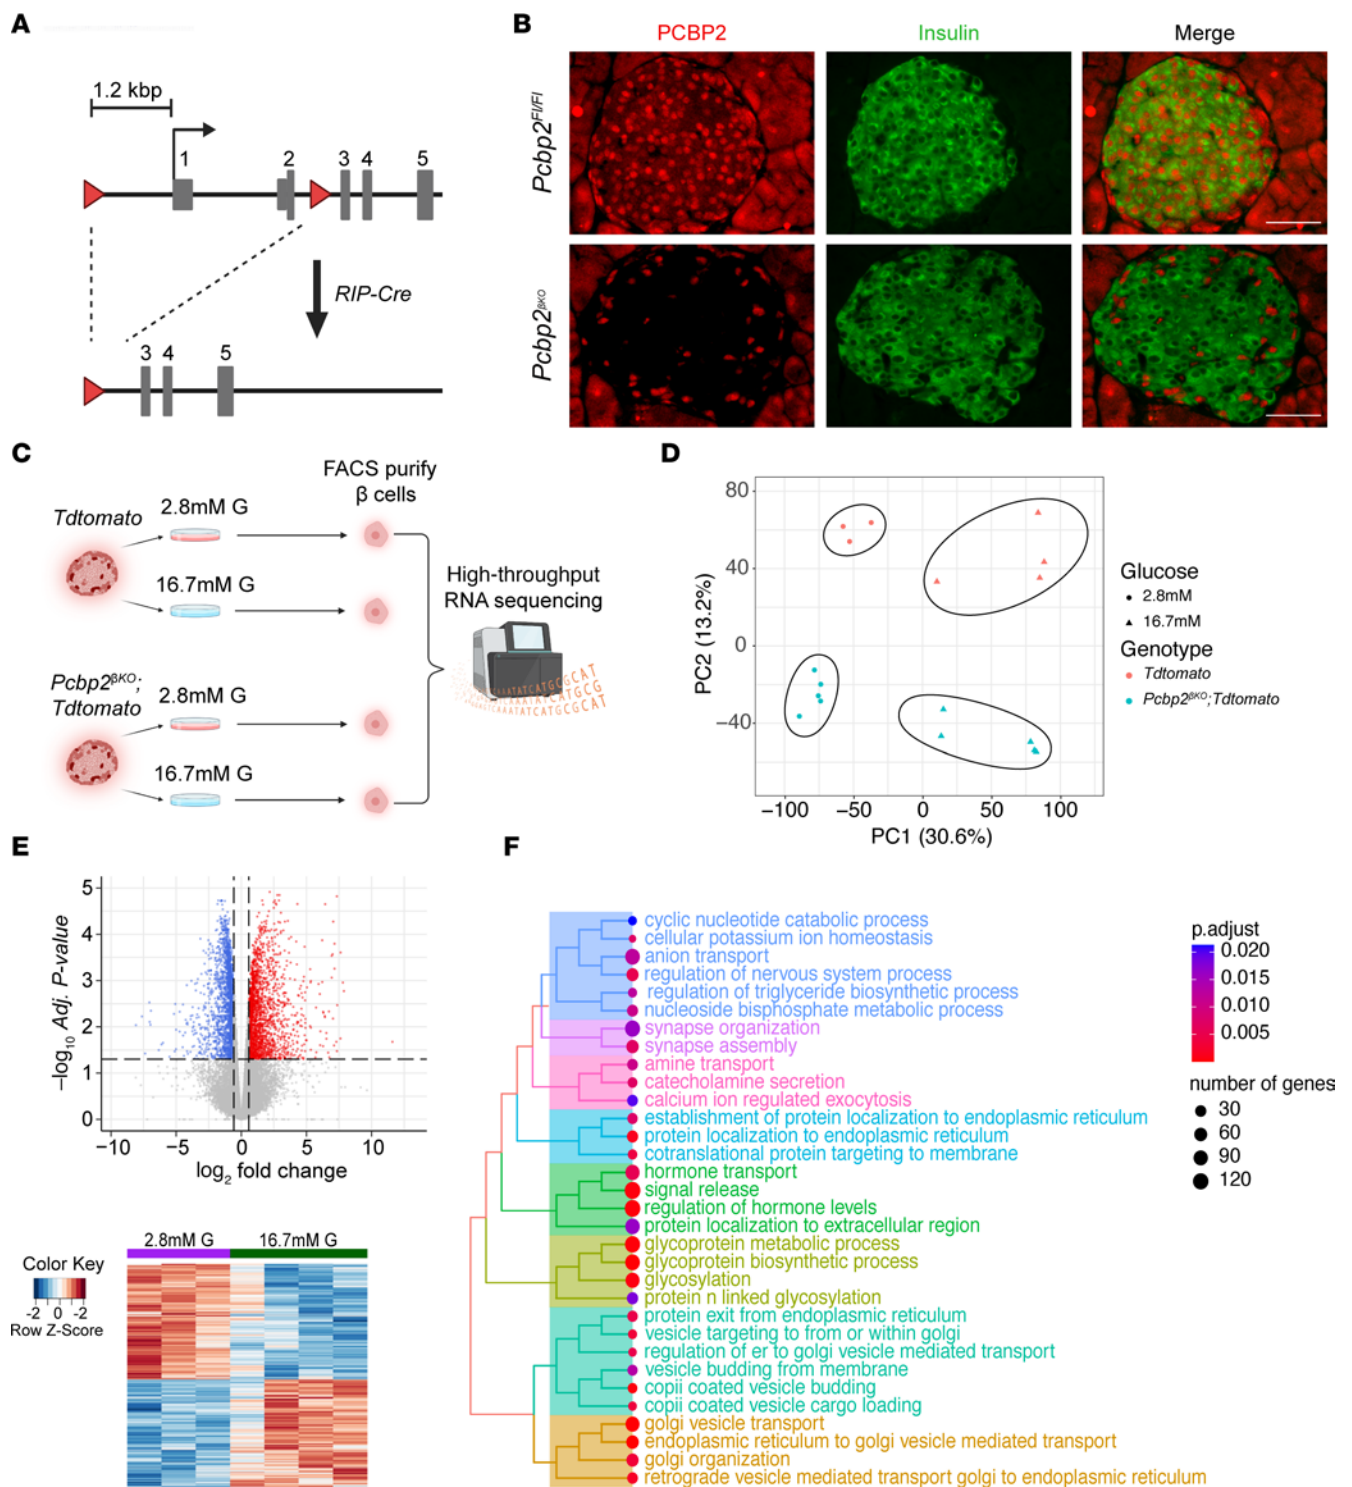 A
1.2 kbp
1
2
3
4
5
RIP-Cre
3
4
5
B
PCBP2
Insulin
Merge
Pcbp2Fl/Fl
Pcbp2βKO
C
FACS purify
β cells
Tdtomato
2.8mM G
16.7mM G
Pcbp2βKO;
Tdtomato
2.8mM G
16.7mM G
High-throughput
RNA sequencing
D
80
40
0
−40
PC2 (13.2%)
−100
−50
0
50
100
PC1 (30.6%)
Glucose
2.8mM
16.7mM
Genotype
Tdtomato
Pcbp2βKO;Tdtomato
E
5
4
3
2
1
0
−log10 Adj. P-value
−10
−5
0
5
10
log2 fold change
2.8mM G
16.7mM G
Color Key
-2 0 -2
Row Z-Score
F
cyclic nucleotide catabolic process
cellular potassium ion homeostasis
anion transport
regulation of nervous system process
regulation of triglyceride biosynthetic process
nucleoside bisphosphate metabolic process
synapse organization
synapse assembly
amine transport
catecholamine secretion
calcium ion regulated exocytosis
establishment of protein localization to endoplasmic reticulum
protein localization to endoplasmic reticulum
cotranslational protein targeting to membrane
hormone transport
signal release
regulation of hormone levels
protein localization to extracellular region
glycoprotein metabolic process
glycoprotein biosynthetic process
glycosylation
protein n linked glycosylation
protein exit from endoplasmic reticulum
vesicle targeting to from or within golgi
regulation of er to golgi vesicle mediated transport
vesicle budding from membrane
copii coated vesicle budding
copii coated vesicle cargo loading
golgi vesicle transport
endoplasmic reticulum to golgi vesicle mediated transport
golgi organization
retrograde vesicle mediated transport golgi to endoplasmic reticulum
p.adjust
0.020
0.015
0.010
0.005
number of genes
30
60
90
120